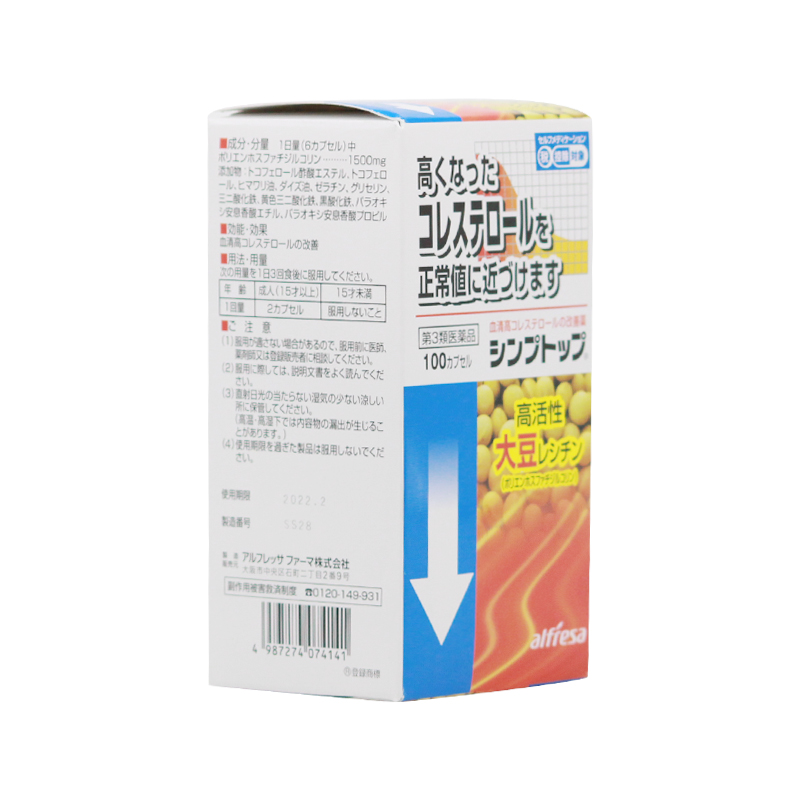 ■成分・分量 1日量(6カプセル)中
ポリエンホスファチジルコリン………1500mg
添加物:トコフェロール酢酸エステル、トコフェロ
ール、ヒマワリ油、ダイズ油、ゼラチン、グリセリン、
三二酸化鉄、黄色三二酸化鉄、黒酸化鉄、パラオキ
シ安息香酸エチル、パラオキシ安息香酸プロピル
■効能・効果
血清高コレステロールの改善
■用法・用量
次の用量を1日3回食後に服用してください。
年齢 成人(15才以上) 15才未満
1回量 2カプセル 服用しないこと
■ご注意
(1)服用が適さない場合があるので、服用前に医師、
薬剤師又は登録販売者に相談してください。
(2)服用に際しては、説明文書をよく読んでくだ
さい。
(3)直射日光の当たらない湿気の少ない涼しい
所に保管してください。
(高温・高湿下では内容物の漏出が生じるこ
とがあります。)
(4)使用期限を過ぎた製品は服用しないでくだ
さい。
使用期限 2022.2
製造番号 SS28
アルフレッサ ファーマ株式会社
大阪市中央区石町二丁目2番9号
副作用被害救済制度 ☎0120-149-931
4 987274 074141
Ⓡ登録商標
セルフメディケーション
税 控除 対象
高くなった
コレステロールを
正常値に近づけます
血清高コレステロールの改善薬
第3類医薬品
100カプセル
シンプトップ®
高活性
大豆レシチン
(ポリエンホスファチジルコリン)
alfresa